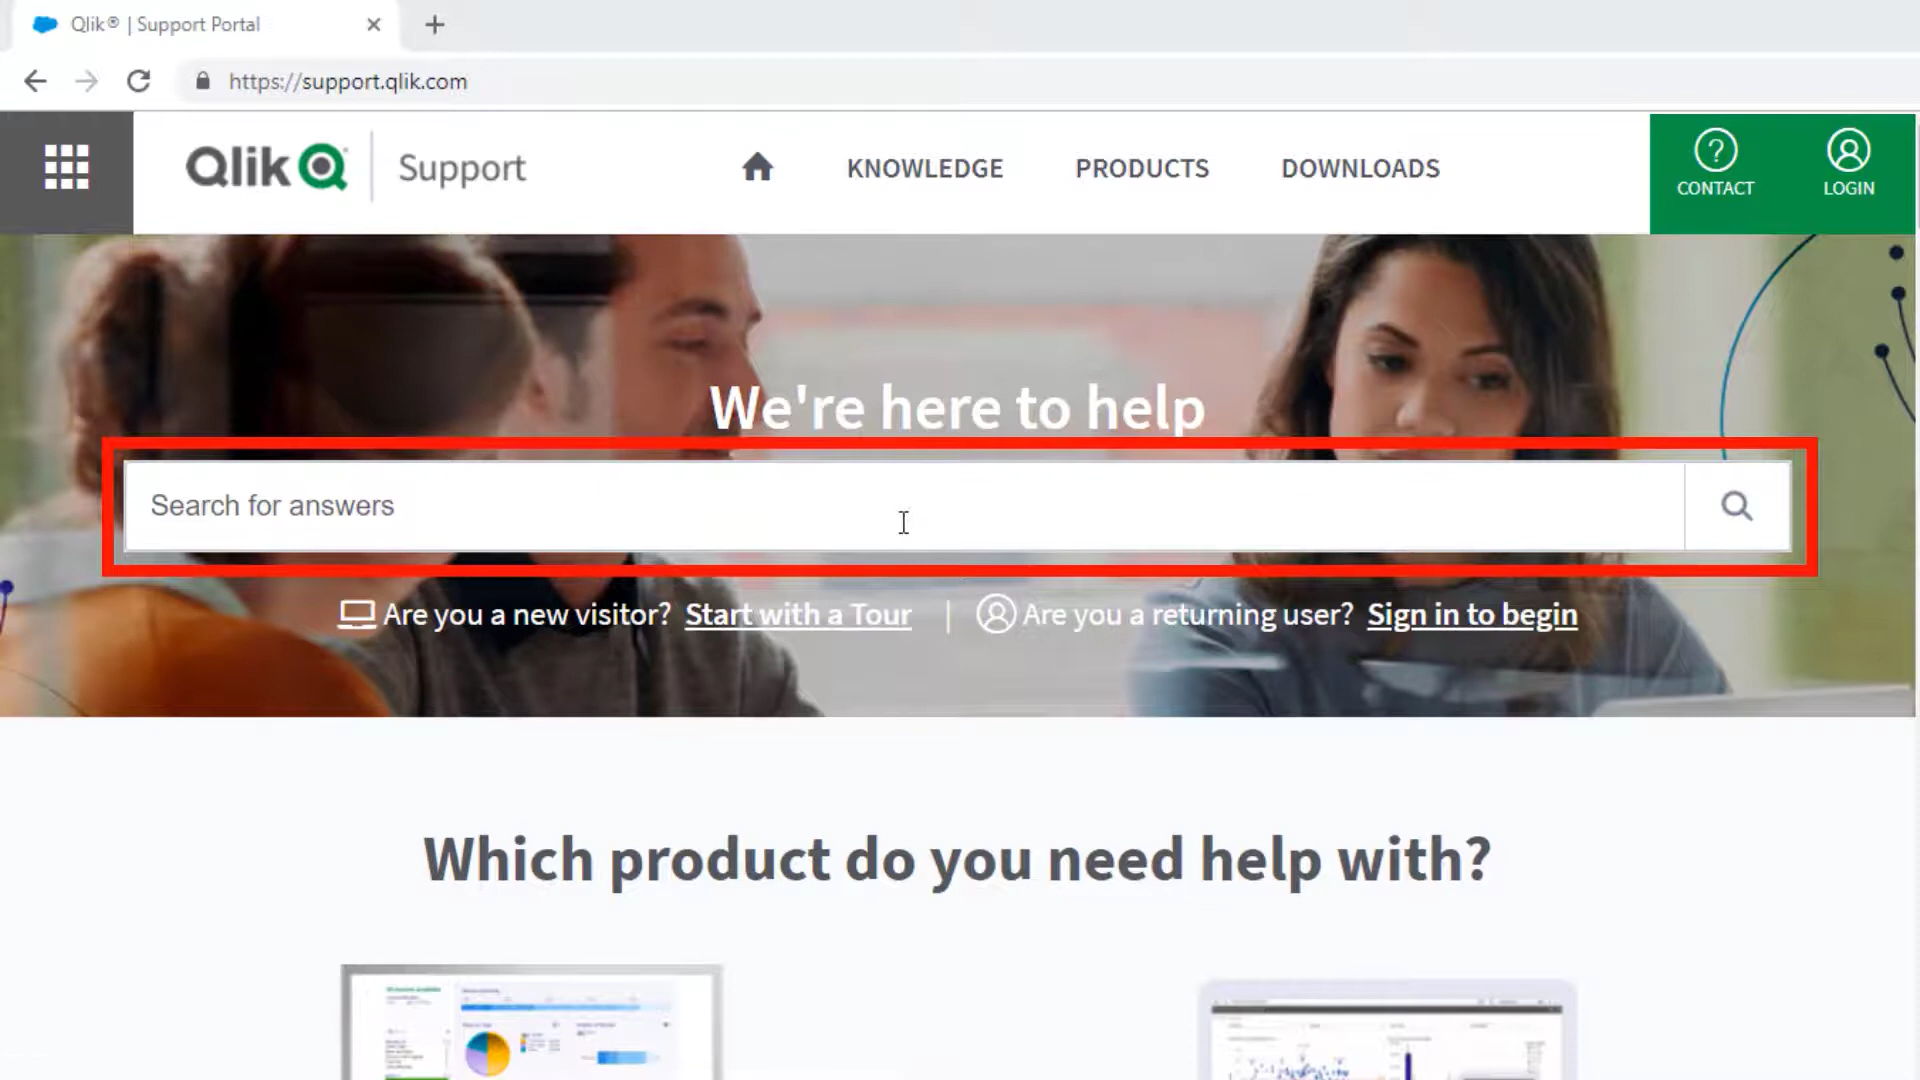 Qlik® | Support Portal
https://support.qlik.com
Qlik
Support
KNOWLEDGE
PRODUCTS
DOWNLOADS
CONTACT
LOGIN
We're here to help
Search for answers
Are you a new visitor? Start with a Tour | Are you a returning user? Sign in to begin
Which product do you need help with?